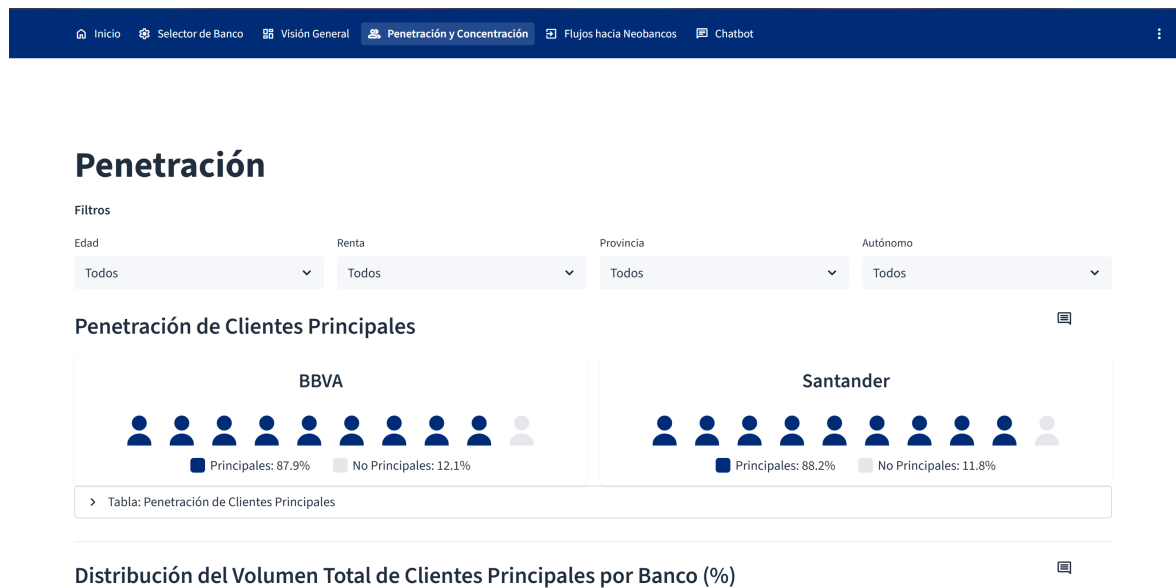 Inicio Selector de Banco Visión General Penetración y Concentración Flujos hacia Neobancos Chatbot
Penetración
Filtros
Edad Renta Provincia Autónomo
Todos Todos Todos Todos
Penetración de Clientes Principales
BBVA Santander
Principales: 87.9% No Principales: 12.1% Principales: 88.2% No Principales: 11.8%
Tabla: Penetración de Clientes Principales
Distribución del Volumen Total de Clientes Principales por Banco (%)